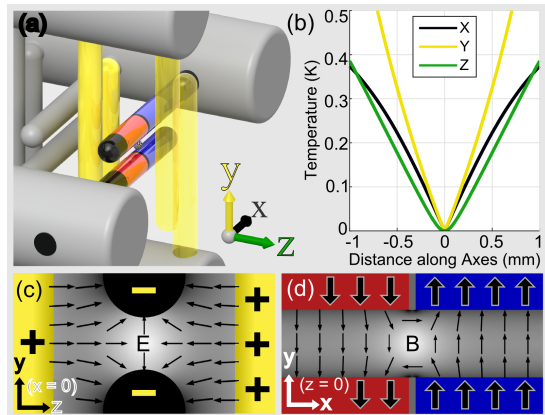 (a)
y
x
z
(b)
Temperature (K)
0.5
0.4
0.3
0.2
0.1
0
X
Y
Z
-1
-0.5
0
0.5
1
Distance along Axes (mm)
(c)
−
+
+
+
+
E
−
y
(x = 0)
z
(d)
B
y
(z = 0)
x